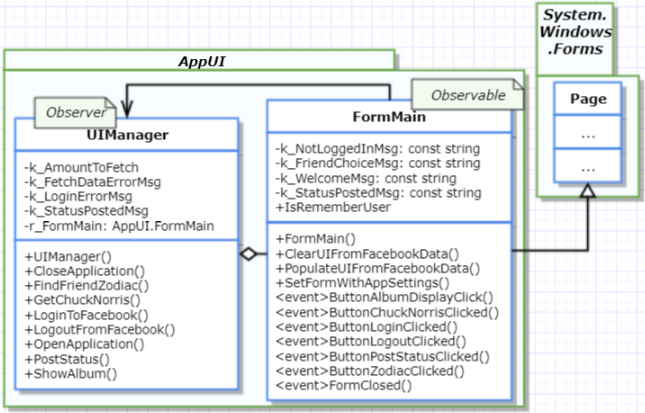 AppUI
Observer
UIManager
-k_AmountToFetch
-k_FetchDataErrorMsg
-k_LoginErrorMsg
-k_StatusPostedMsg
-r_FormMain: AppUI.FormMain
+UIManager()
+CloseApplication()
+FindFriendZodiac()
+GetChuckNorris()
+LoginToFacebook()
+LogoutFromFacebook()
+OpenApplication()
+PostStatus()
+ShowAlbum()
Observable
FormMain
-k_NotLoggedInMsg: const string
-k_FriendChoiceMsg: const string
-k_WelcomeMsg: const string
-k_StatusPostedMsg: const string
+IsRememberUser
+FormMain()
+ClearUIFromFacebookData()
+PopulateUIFromFacebookData()
+SetFormWithAppSettings()
<event>ButtonAlbumDisplayClick()
<event>ButtonChuckNorrisClicked()
<event>ButtonLoginClicked()
<event>ButtonLogoutClicked()
<event>ButtonPostStatusClicked()
<event>ButtonZodiacClicked()
<event>FormClosed()
System.
Windows
.Forms
Page
...
...